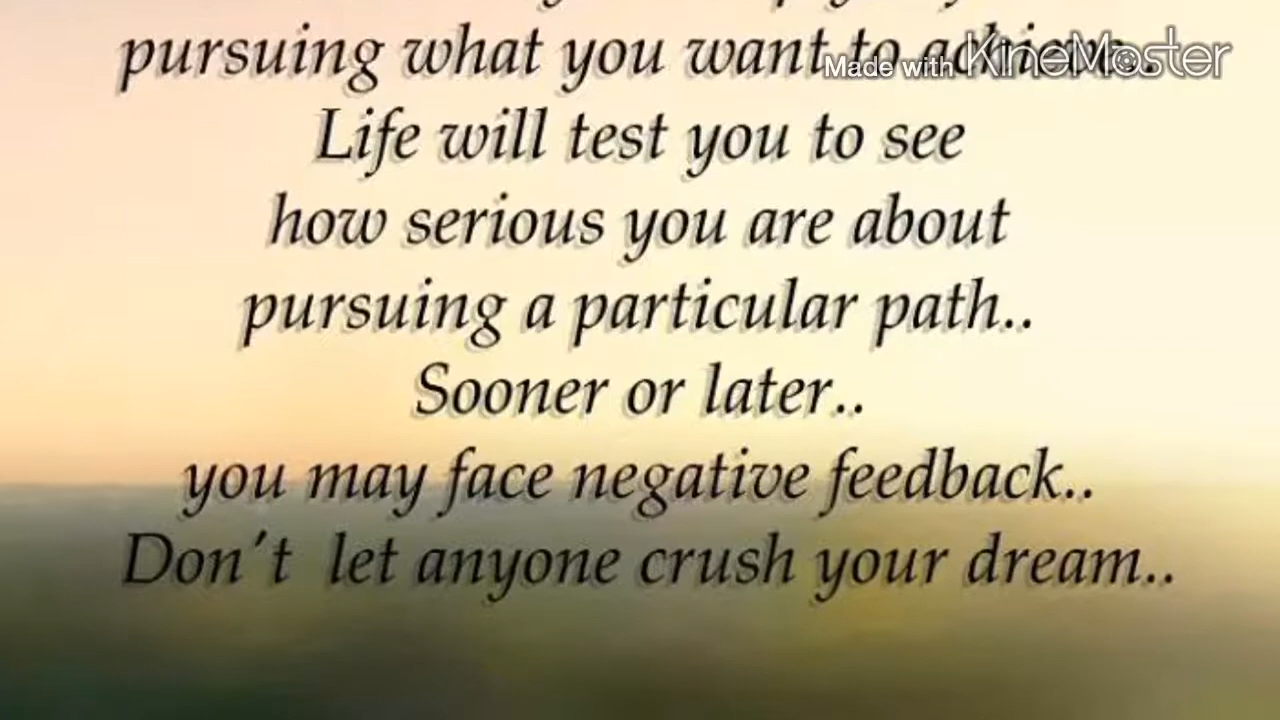 pursuing what you want to
Made with KineMaster
Life will test you to see
how serious you are about
pursuing a particular path..
Sooner or later..
you may face negative feedback..
Don't let anyone crush your dream..